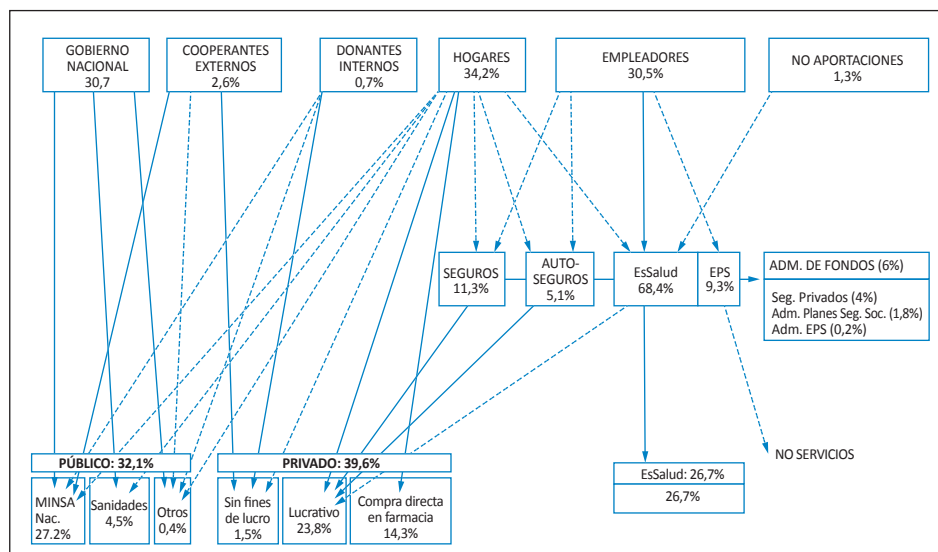 GOBIERNO
NACIONAL
30,7
COOPERANTES
EXTERNOS
2,6%
DONANTES
INTERNOS
0,7%
HOGARES
34,2%
EMPLEADORES
30,5%
NO APORTACIONES
1,3%
SEGUROS
11,3%
AUTO-
SEGUROS
5,1%
EsSalud
68,4%
EPS
9,3%
ADM. DE FONDOS (6%)
Seg. Privados (4%)
Adm. Planes Seg. Soc. (1,8%)
Adm. EPS (0,2%)
NO SERVICIOS
PÚBLICO: 32,1%
PRIVADO: 39,6%
EsSalud: 26,7%
26,7%
MINSA
Nac.
27.2%
Sanidades
4,5%
Otros
0,4%
Sin fines
de lucro
1,5%
Lucrativo
23,8%
Compra directa
en farmacia
14,3%